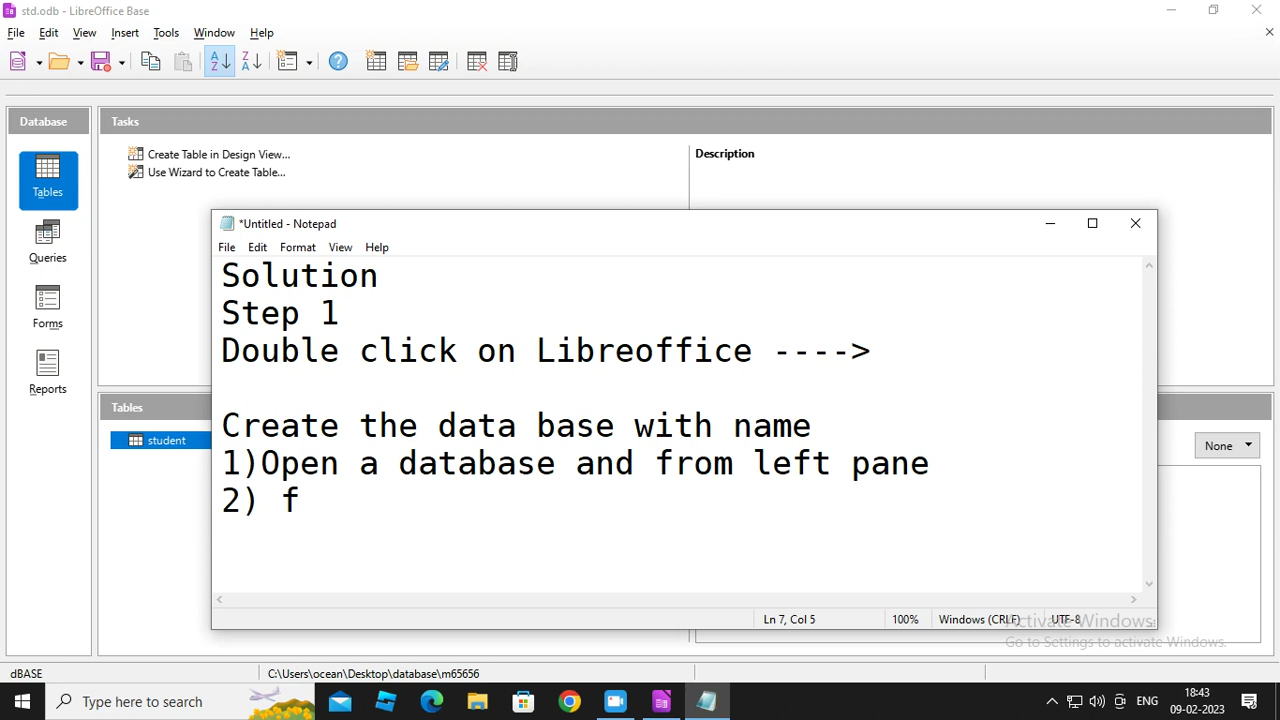 std.odb - LibreOffice Base
File Edit View Insert Tools Window Help
Database
Tasks
Tables
Queries
Forms
Reports
Create Table in Design View...
Use Wizard to Create Table...
Description
Tables
student
None
*Untitled - Notepad
File Edit Format View Help
Solution
Step 1
Double click on Libreoffice ---->
Create the data base with name
1)Open a database and from left pane
2) f
Ln 7, Col 5 100% Windows (CRLF) UTF-8
Activate Windows
Go to Settings to activate Windows.
dBASE C:\Users\ocean\Desktop\database\m65656
Type here to search
ENG
18:43
09-02-2023